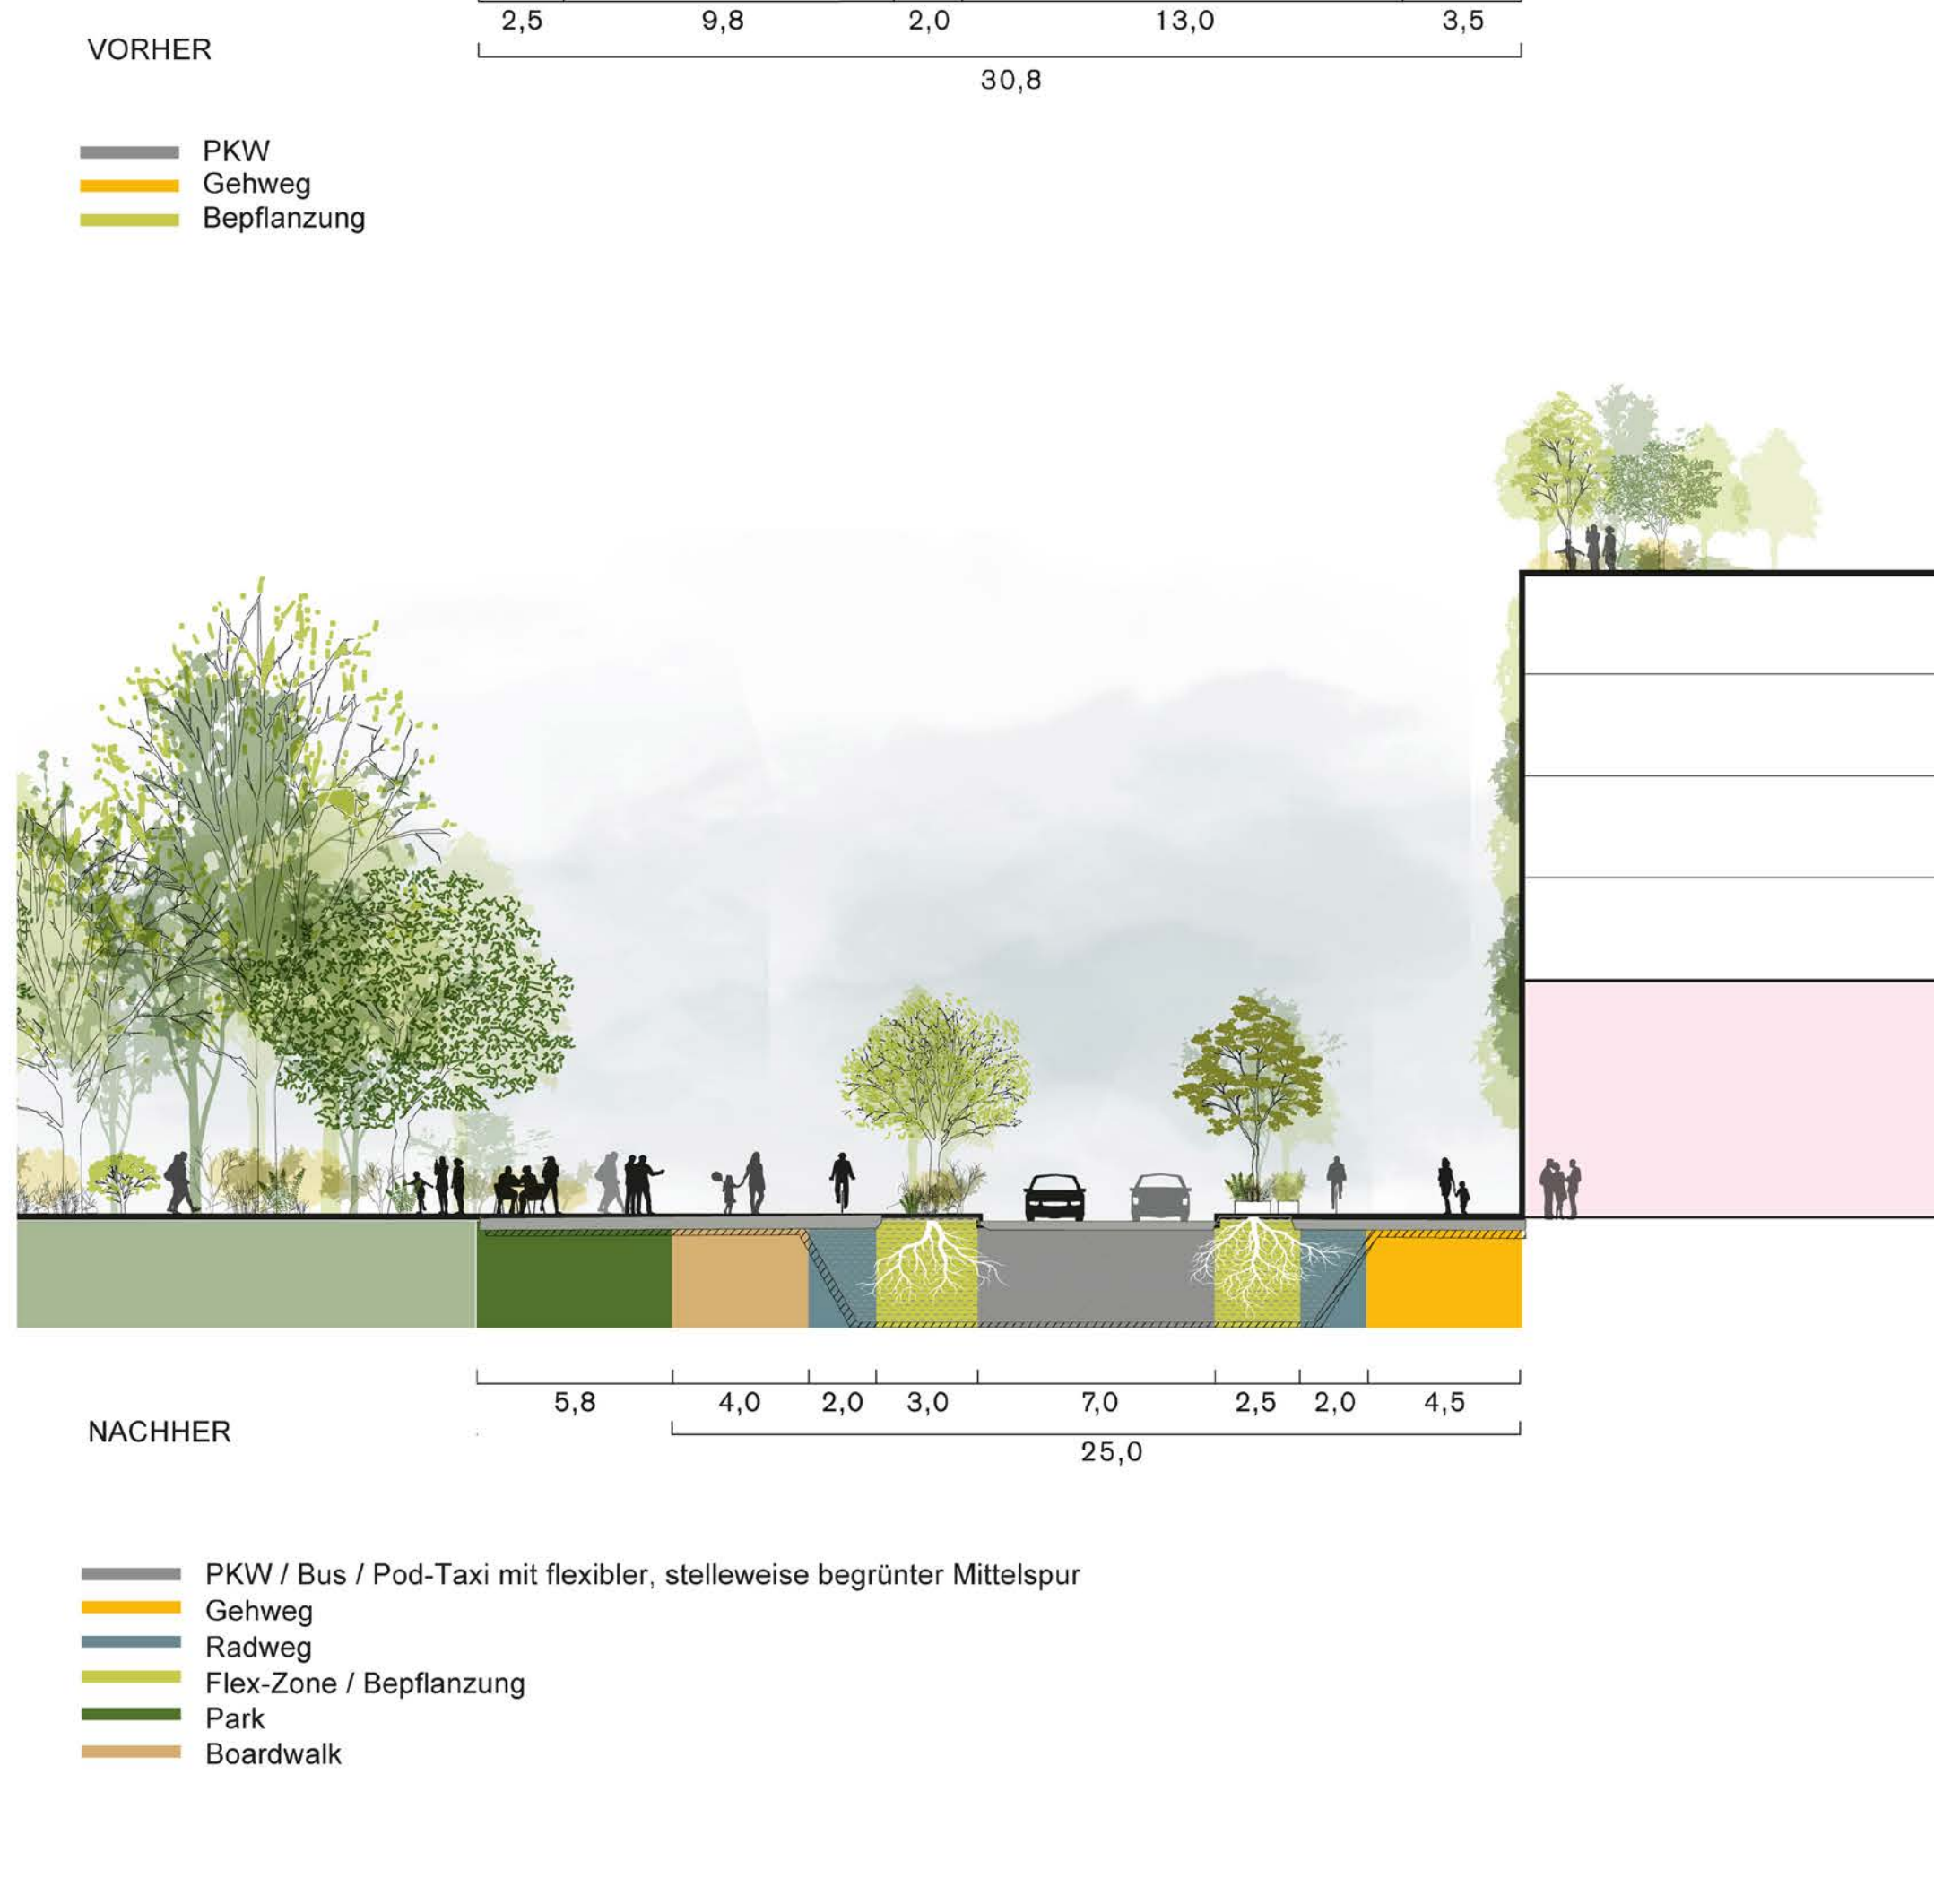 2,5 9,8 2,0 13,0 3,5
VORHER
30,8
PKW
Gehweg
Bepflanzung
5,8 4,0 2,0 3,0 7,0 2,5 2,0 4,5
NACHHER
25,0
PKW / Bus / Pod-Taxi mit flexibler, stelleweise begrünter Mittelspur
Gehweg
Radweg
Flex-Zone / Bepflanzung
Park
Boardwalk